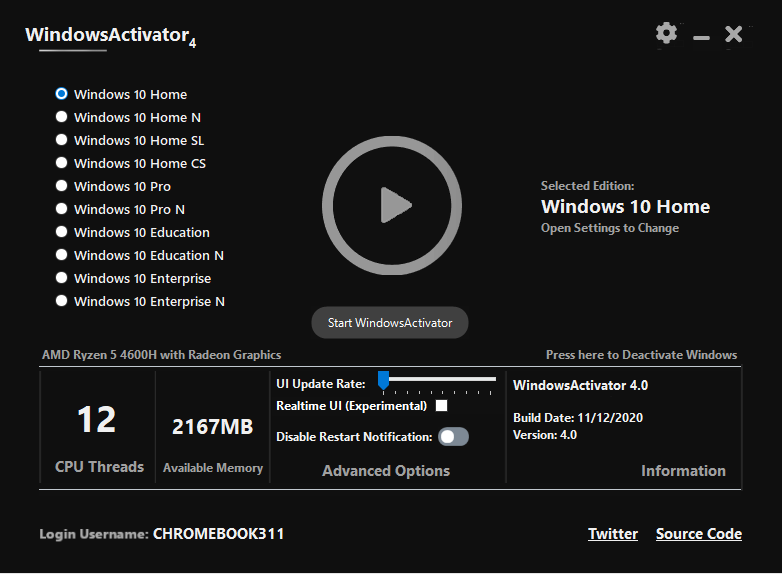 WindowsActivator4
Windows 10 Home
Windows 10 Home N
Windows 10 Home SL
Windows 10 Home CS
Windows 10 Pro
Windows 10 Pro N
Windows 10 Education
Windows 10 Education N
Windows 10 Enterprise
Windows 10 Enterprise N
Start WindowsActivator
Selected Edition:
Windows 10 Home
Open Settings to Change
AMD Ryzen 5 4600H with Radeon Graphics
Press here to Deactivate Windows
12
CPU Threads
2167MB
Available Memory
UI Update Rate:
Realtime UI (Experimental)
Disable Restart Notification:
Advanced Options
WindowsActivator 4.0
Build Date: 11/12/2020
Version: 4.0
Information
Login Username: CHROMEBOOK311
Twitter
Source Code